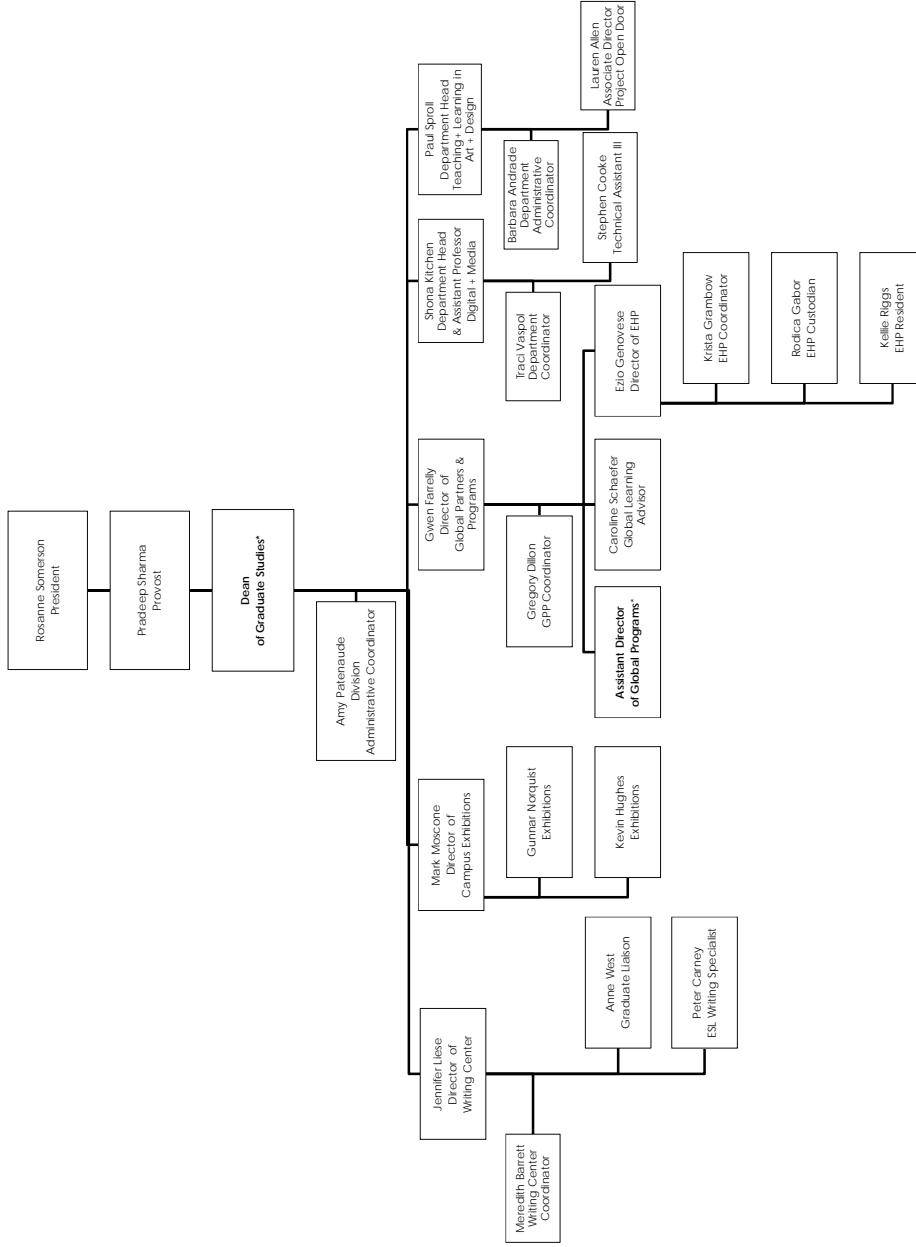 Rosanne Somerson
President
Pradeep Sharma
Provost
Dean
of Graduate Studies*
Amy Patenaude
Division
Administrative Coordinator
Jennifer Liese
Director of
Writing Center
Meredith Barrett
Writing Center
Coordinator
Anne West
Graduate Liaison
Peter Carney
ESL Writing Specialist
Mark Moscone
Director of
Campus Exhibitions
Gunnar Norquist
Exhibitions
Kevin Hughes
Exhibitions
Gwen Farrelly
Director of
Global Partners &
Programs
Gregory Dillon
GPP Coordinator
Assistant Director
of Global Programs*
Caroline Schaefer
Global Learning
Advisor
Ezio Genovese
Director of EHP
Krista Grambow
EHP Coordinator
Rodica Gabor
EHP Custodian
Kellie Riggs
EHP Resident
Shona Kitchen
Department Head
& Assistant Professor
Digital + Media
Traci Vaspol
Department
Coordinator
Stephen Cooke
Technical Assistant III
Paul Sproll
Department Head
Teaching+ Learning in
Art + Design
Barbara Andrade
Department
Administrative
Coordinator
Lauren Allen
Associate Director
Project Open Door